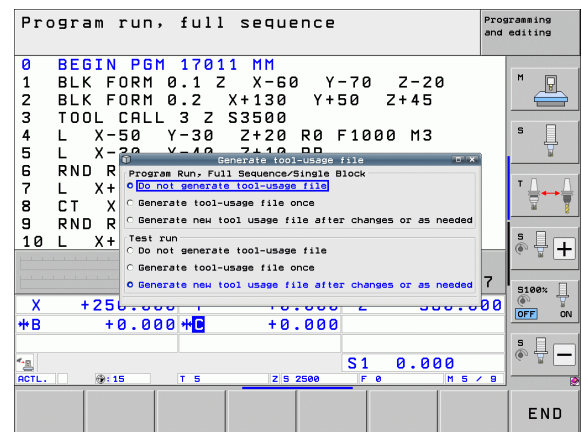 Program run, full sequence
Programming
and editing
0 BEGIN PGM 17011 MM
1 BLK FORM 0.1 Z X-60 Y-70 Z-20
2 BLK FORM 0.2 X+130 Y+50 Z+45
3 TOOL CALL 3 Z S3500
4 L X-50 Y-30 Z+20 R0 F1000 M3
5 L
6 RND R
7 L X+
8 CT X
9 RND R
10 L X+
Generate tool-usage file
Program Run, Full Sequence/Single Block
Do not generate tool-usage file
Generate tool-usage file once
Generate new tool usage file after changes or as needed
Test run
Do not generate tool-usage file
Generate tool-usage file once
Generate new tool usage file after changes or as needed
7
X
B +0.000 C +0.000
S1 0.000
ACTL. : 15 T 5 Z S 2500 F 0 M 5 / 9
M
S
T
S
S100%
OFF ON
S
END